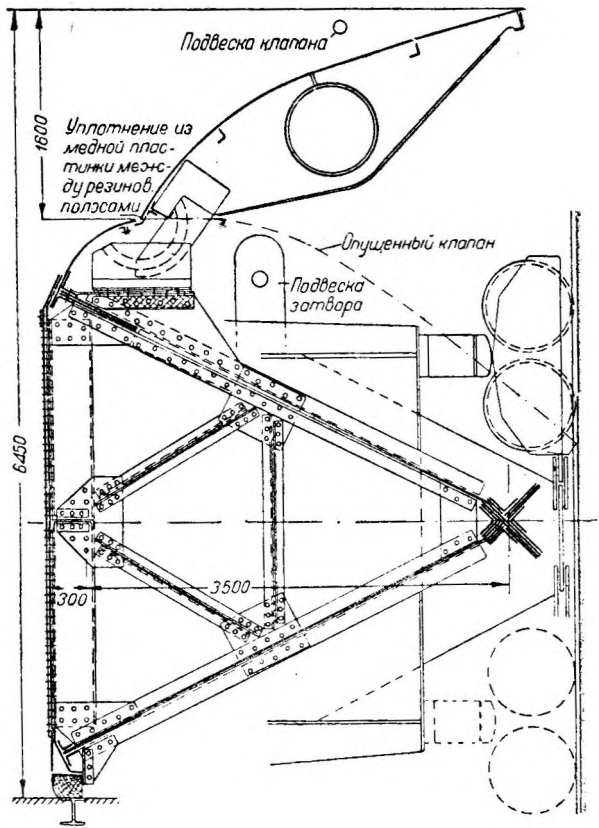 Подвеска клапана
1600
Уплотнение из
медной плас-
тинки меж-
ду резинов.
полосами
Опущенный клапан
Подвеска
затвора
6450
300
3500